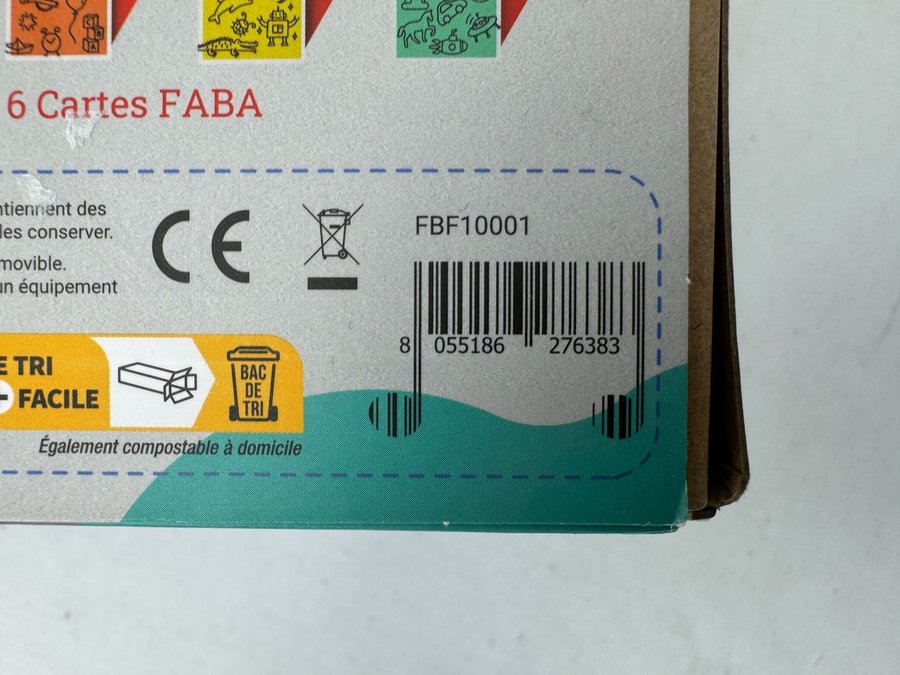 6 Cartes FABA
ntiennent des
les conserver.
movible.
un équipement
CE
FBF10001
8 055186 276383
E TRI
+ FACILE
BAC
DE
TRI
Également compostable à domicile